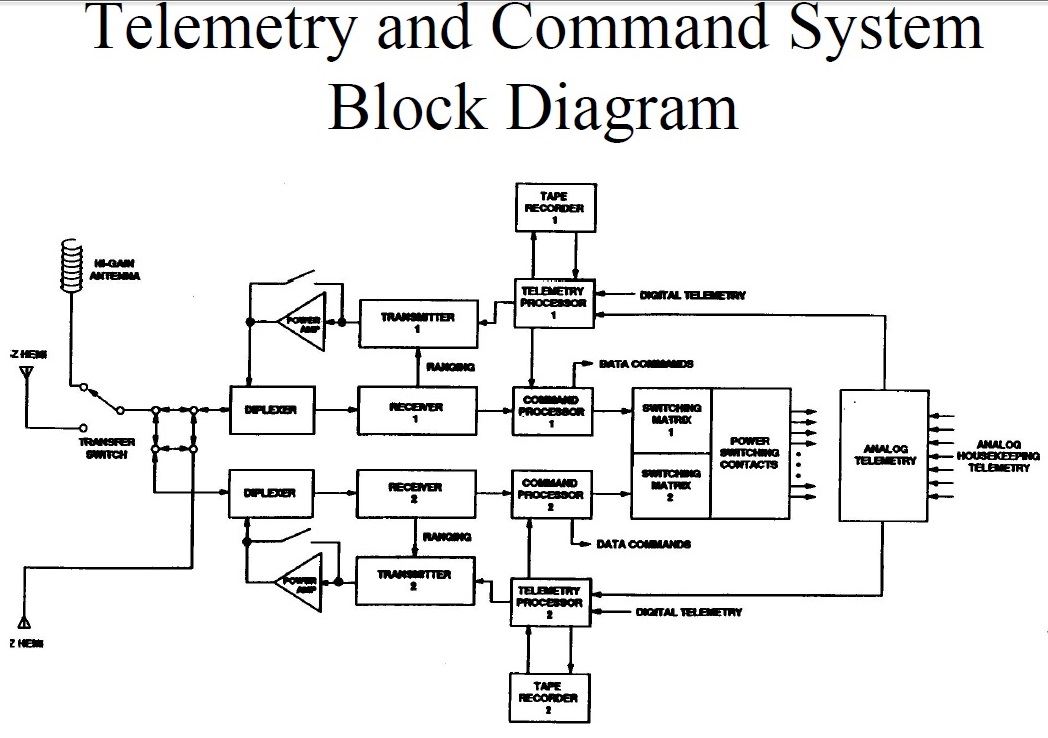 Telemetry and Command System
Block Diagram
TAPE
RECORDER
1
HI-GAIN
ANTENNA
TELEMETRY
PROCESSOR
1
DIGITAL TELEMETRY
POWER
AMP
TRANSMITTER
1
-Z HEMI
RANGING
DATA COMMANDS
DIPLEXER
RECEIVER
1
COMMAND
PROCESSOR
1
SWITCHING
MATRIX
1
POWER
SWITCHING
CONTACTS
ANALOG
TELEMETRY
ANALOG
HOUSEKEEPING
TELEMETRY
TRANSFER
SWITCH
DIPLEXER
RECEIVER
2
COMMAND
PROCESSOR
2
SWITCHING
MATRIX
2
RANGING
DATA COMMANDS
POWER
AMP
TRANSMITTER
2
TELEMETRY
PROCESSOR
2
DIGITAL TELEMETRY
Z HEMI
TAPE
RECORDER
2